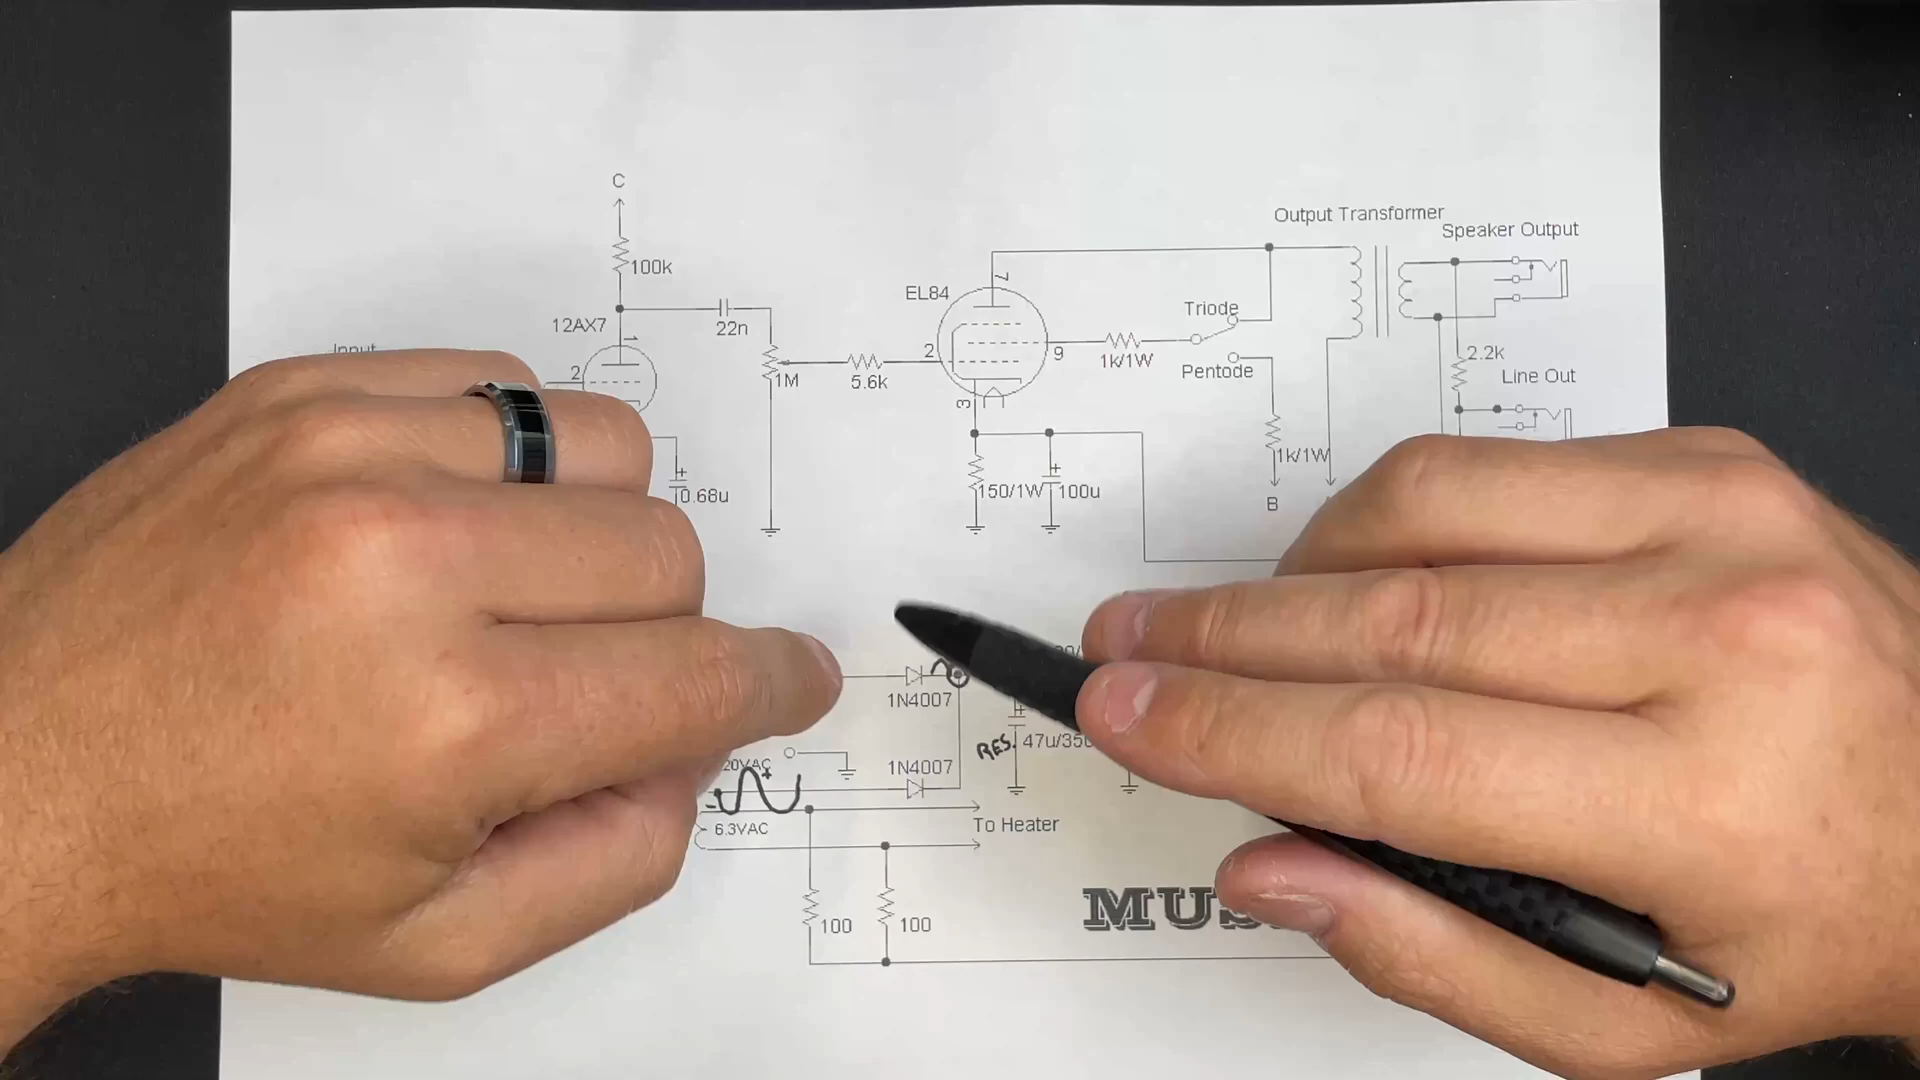 C
100k
Output Transformer
Speaker Output
EL84
7
12AX7
1
22n
Triode
2
2
9
1M
5.6k
1k/1W
Pentode
2.2k
Line Out
3
+
0.68u
150/1W
+
100u
1k/1W
B
1N4007
+
RES.
47u/350
1N4007
+
-
6.3VAC
To Heater
100
100